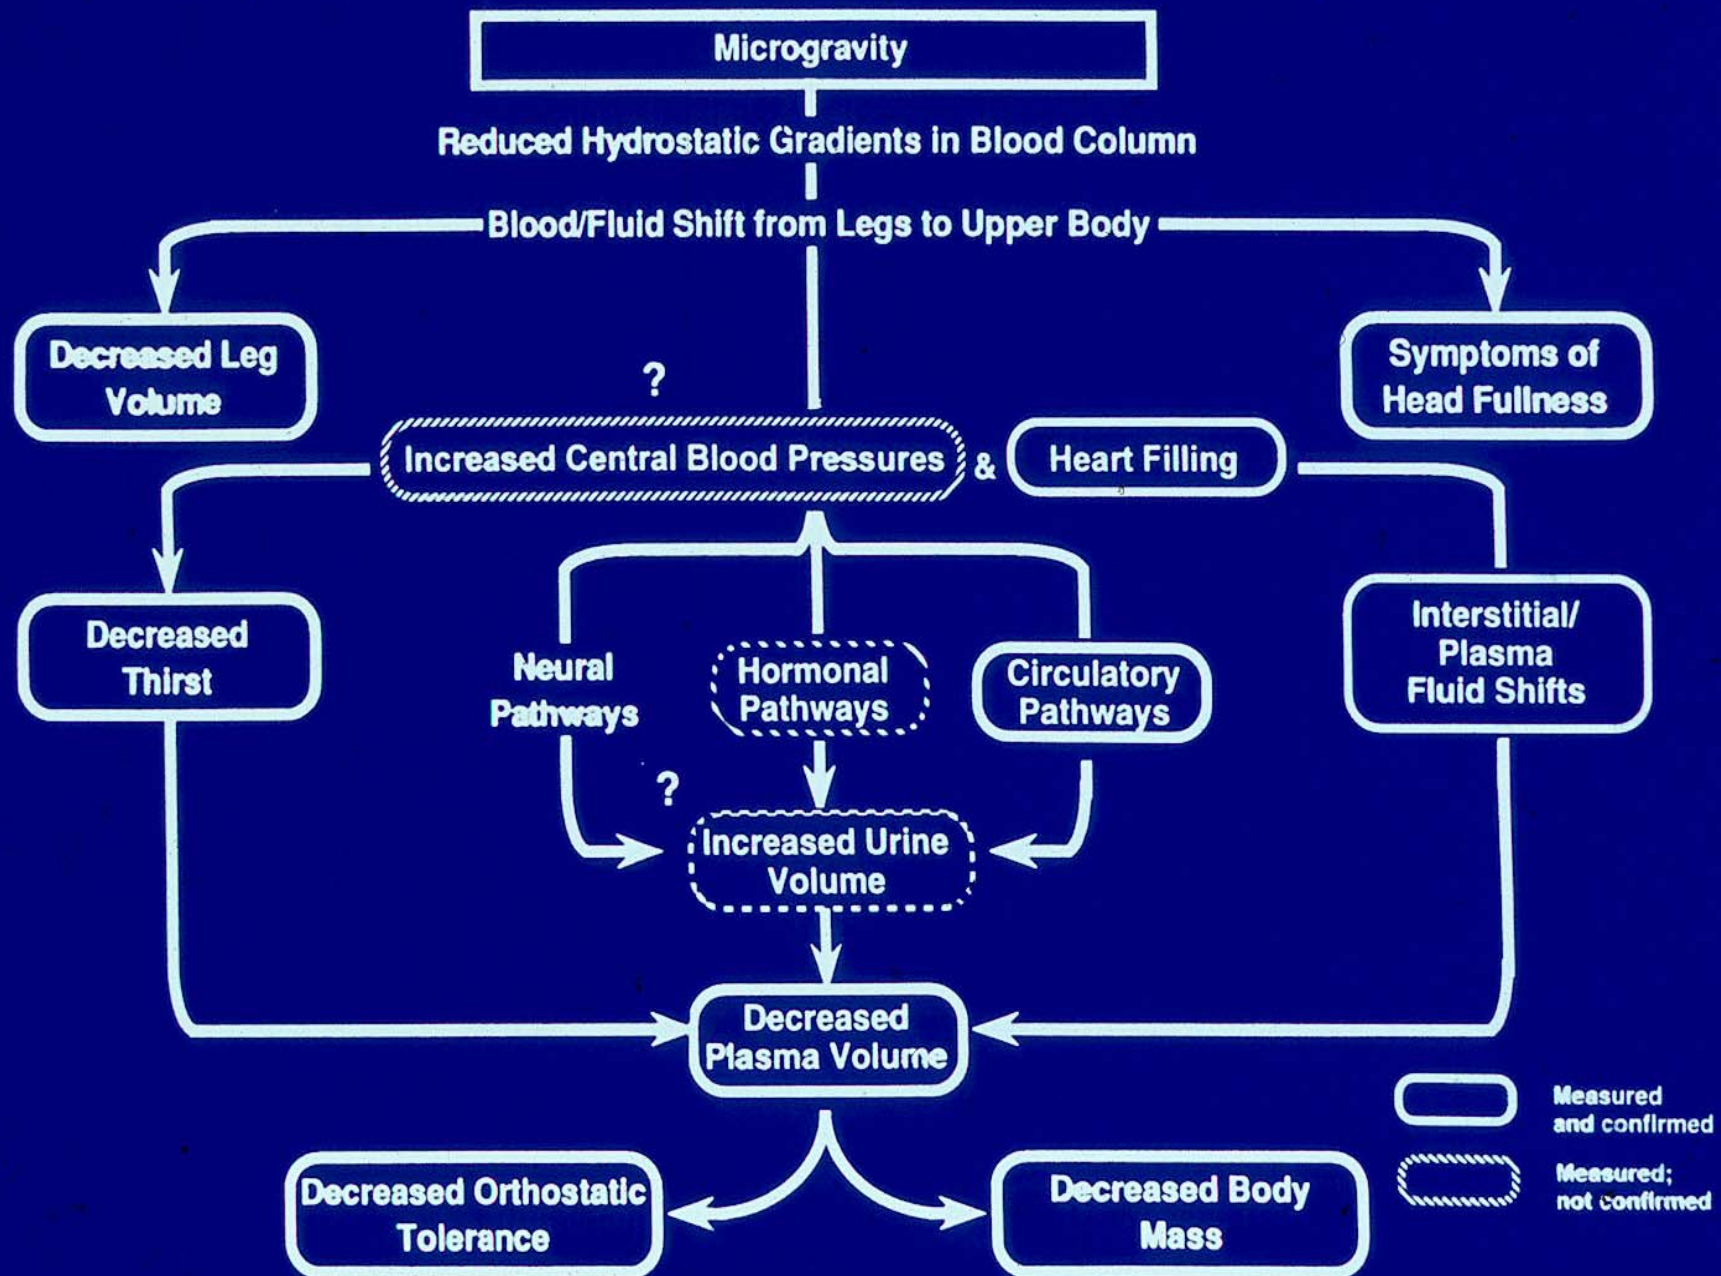 Microgravity
Reduced Hydrostatic Gradients in Blood Column
Blood/Fluid Shift from Legs to Upper Body
Decreased Leg
Volume
Symptoms of
Head Fullness
?
Increased Central Blood Pressures
&
Heart Filling
Decreased
Thirst
Neural
Pathways
Hormonal
Pathways
Circulatory
Pathways
Interstitial/
Plasma
Fluid Shifts
?
Increased Urine
Volume
Decreased
Plasma Volume
Decreased Orthostatic
Tolerance
Decreased Body
Mass
Measured
and confirmed
Measured;
not confirmed